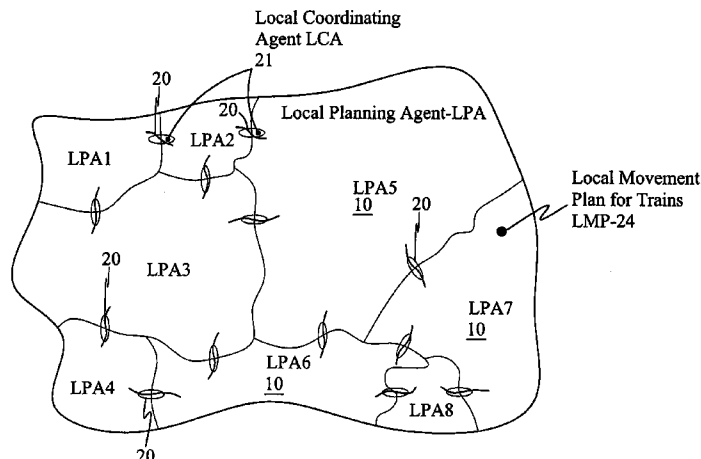 Local Coordinating
Agent LCA
21
20
20
Local Planning Agent-LPA
LPA1
LPA2
LPA5
10
20
Local Movement
Plan for Trains
LMP-24
20
LPA3
LPA7
10
LPA6
10
LPA4
LPA8
20